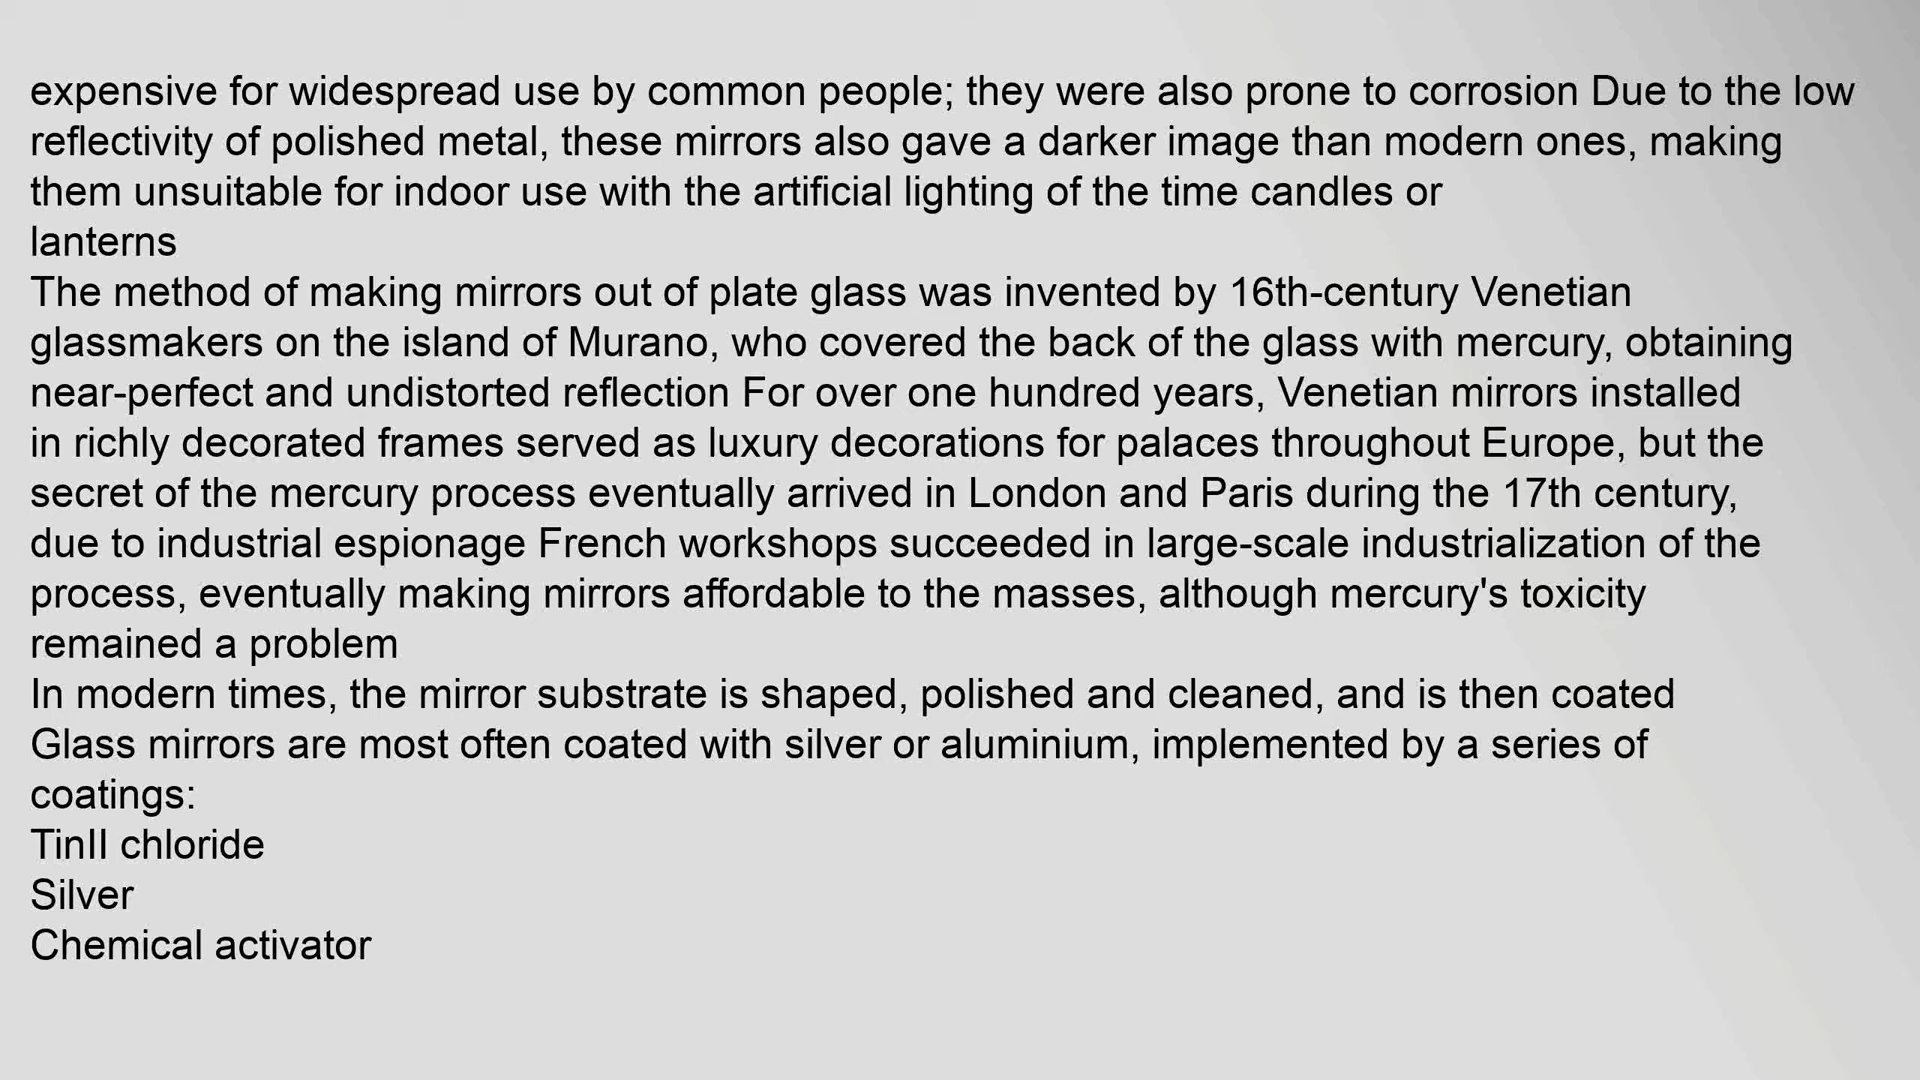 expensive for widespread use by common people; they were also prone to corrosion Due to the low
reflectivity of polished metal, these mirrors also gave a darker image than modern ones, making
them unsuitable for indoor use with the artificial lighting of the time candles or
lanterns
The method of making mirrors out of plate glass was invented by 16th-century Venetian
glassmakers on the island of Murano, who covered the back of the glass with mercury, obtaining
near-perfect and undistorted reflection For over one hundred years, Venetian mirrors installed
in richly decorated frames served as luxury decorations for palaces throughout Europe, but the
secret of the mercury process eventually arrived in London and Paris during the 17th century,
due to industrial espionage French workshops succeeded in large-scale industrialization of the
process, eventually making mirrors affordable to the masses, although mercury's toxicity
remained a problem
In modern times, the mirror substrate is shaped, polished and cleaned, and is then coated
Glass mirrors are most often coated with silver or aluminium, implemented by a series of
coatings:
TinII chloride
Silver
Chemical activator